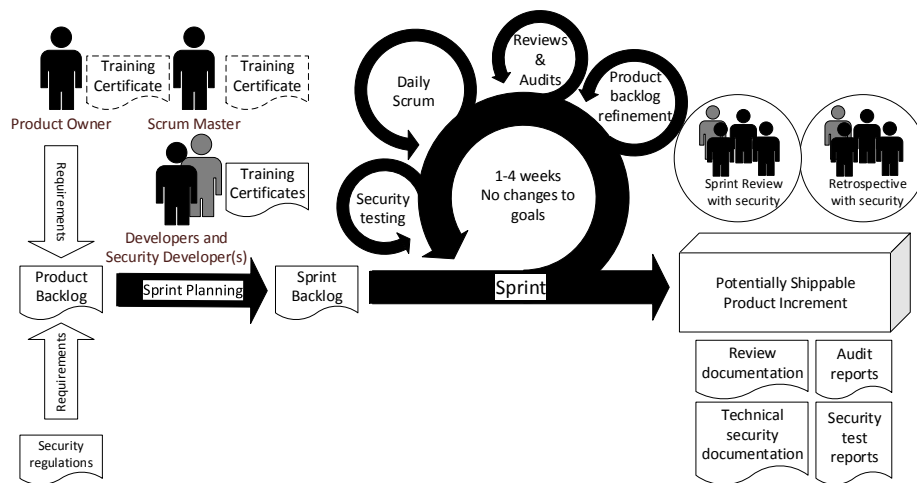 Training
Certificate
Training
Certificate
Product Owner
Scrum Master
Requirements
Training
Certificates
Developers and
Security Developer(s)
Product
Backlog
Sprint Planning
Sprint
Backlog
Requirements
Security
regulations
Security
testing
Daily
Scrum
Reviews
&
Audits
Product
backlog
refinement
1-4 weeks
No changes to
goals
Sprint
Sprint Review
with security
Retrospective
with security
Potentially Shippable
Product Increment
Review
documentation
Audit
reports
Technical
security
documentation
Security
test
reports